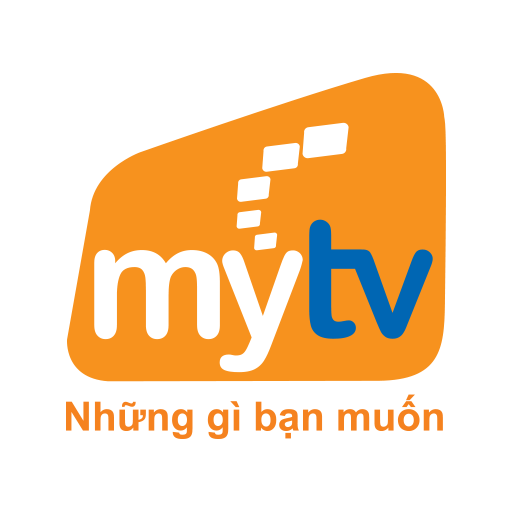 mytv
Những gì bạn muốn